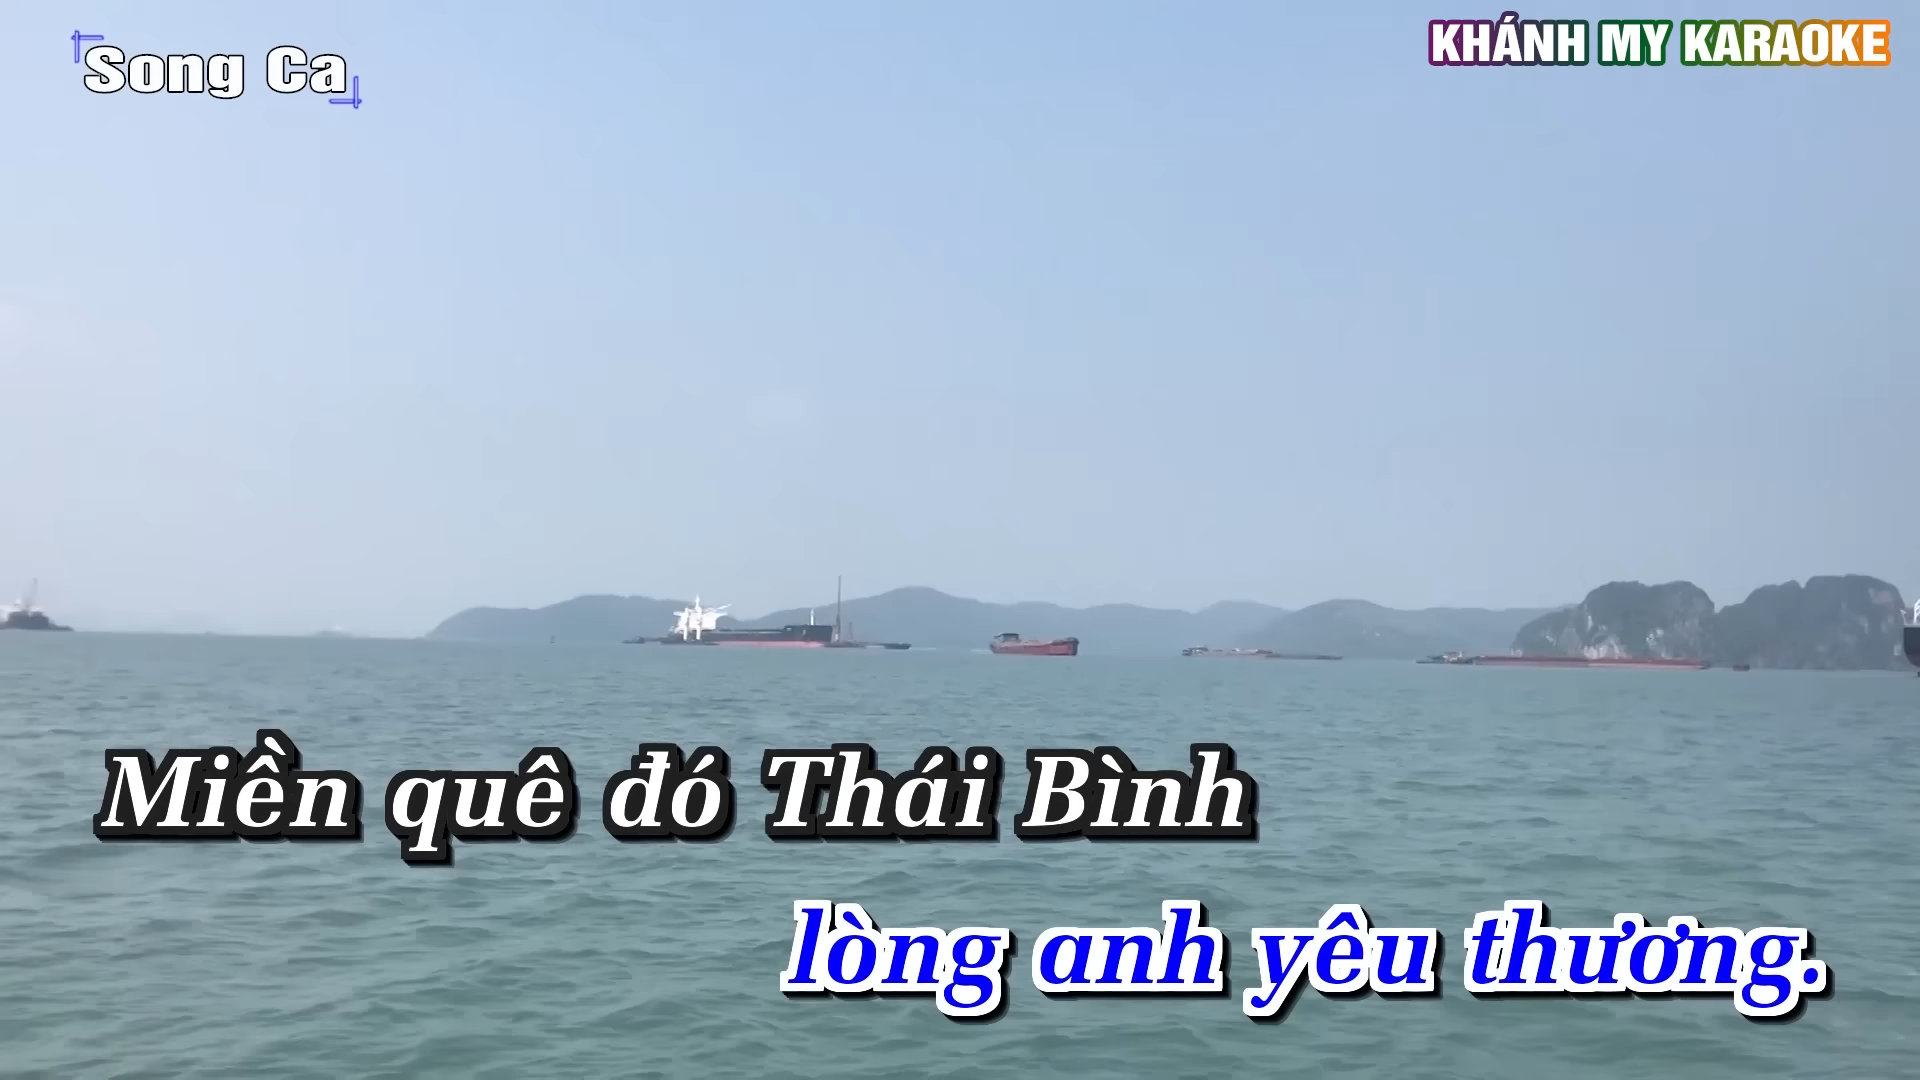 Song Ca
KHÁNH MY KARAOKE
Miền quê đó Thái Bình
lòng anh yêu thương.